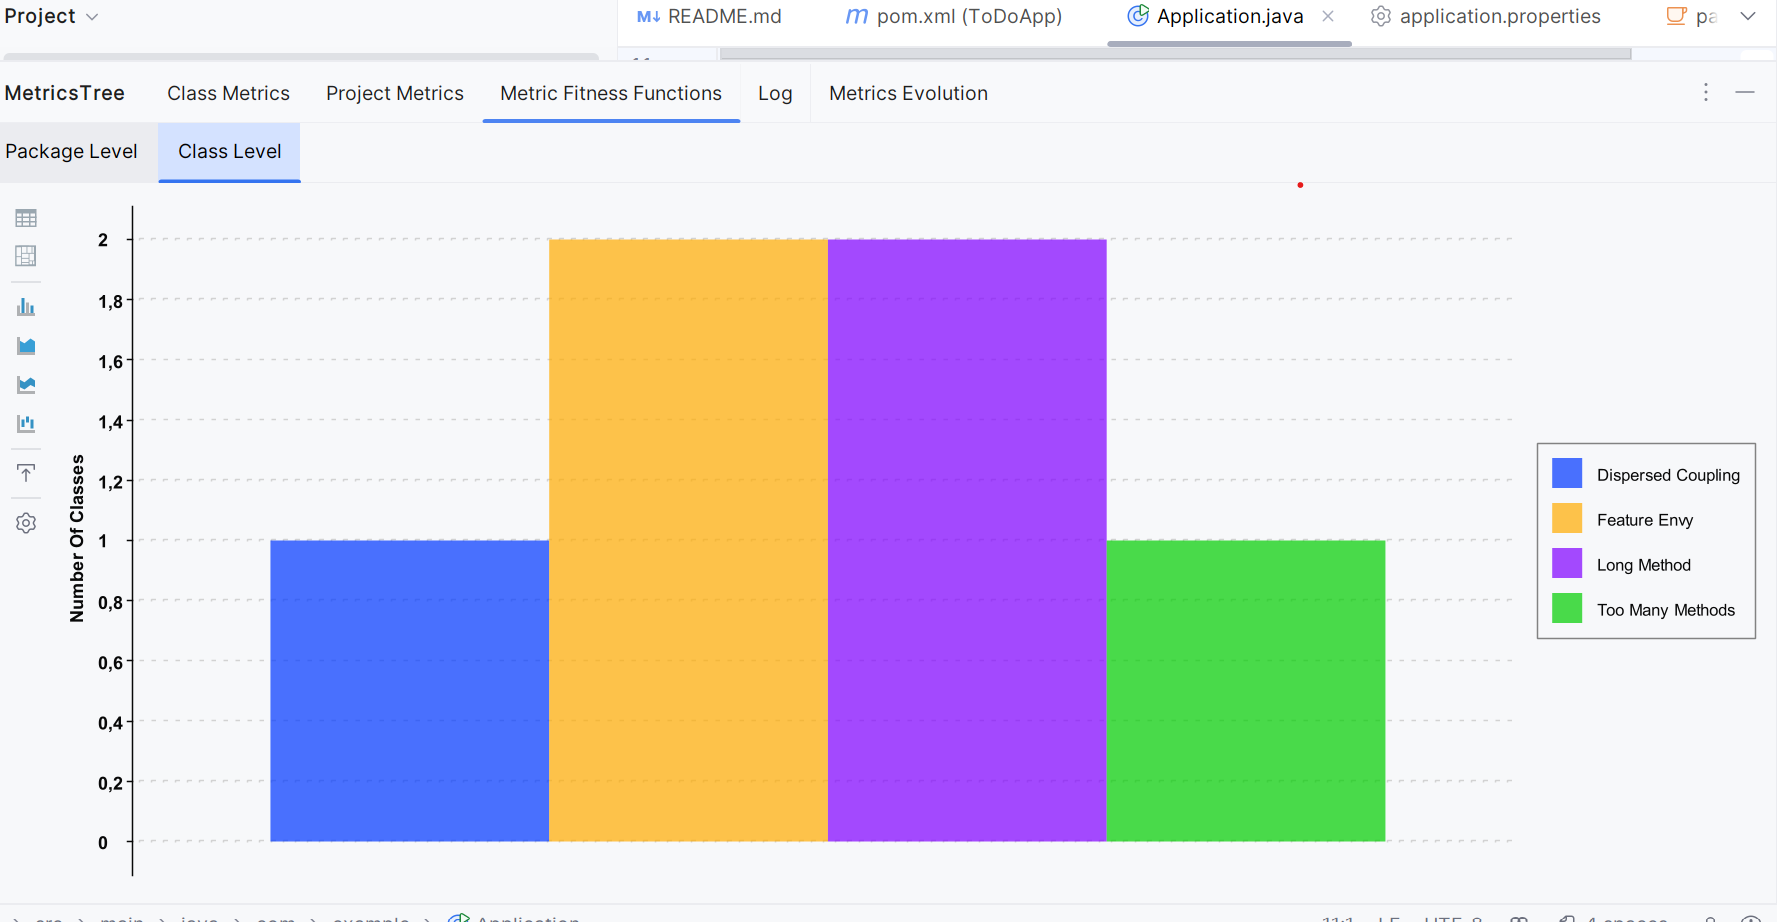 Project
README.md
pom.xml (ToDoApp)
Application.java
application.properties
MetricsTree
Class Metrics
Project Metrics
Metric Fitness Functions
Log
Metrics Evolution
Package Level
Class Level
Number Of Classes
2
1,8
1,6
1,4
1,2
1
0,8
0,6
0,4
0,2
0
Dispersed Coupling
Feature Envy
Long Method
Too Many Methods